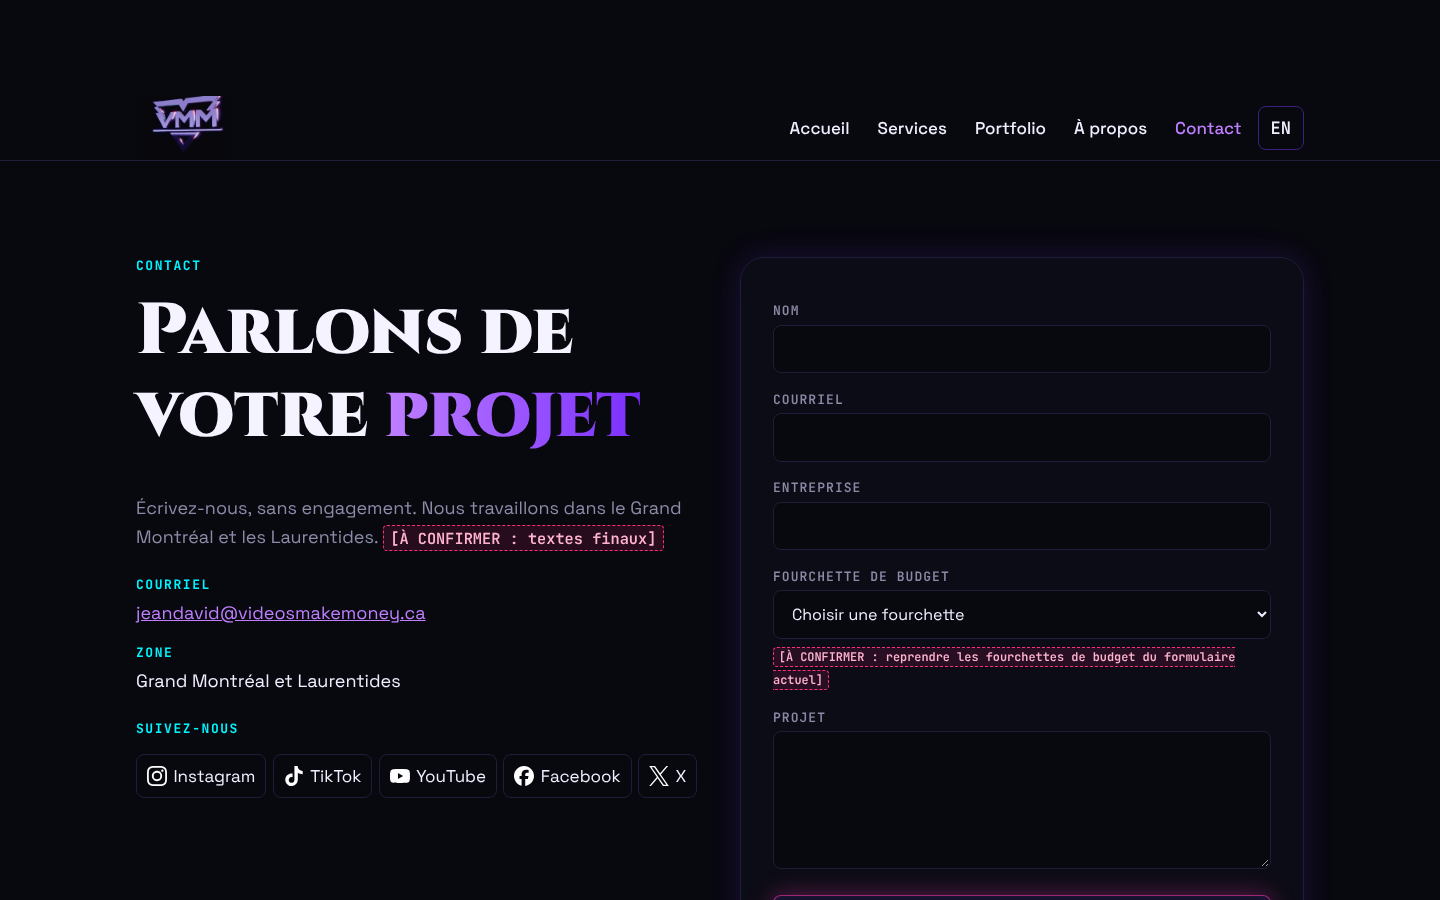 VMM
Accueil
Services
Portfolio
À propos
Contact
EN
CONTACT
Parlons de
votre projet
Écrivez-nous, sans engagement. Nous travaillons dans le Grand
Montréal et les Laurentides. [À CONFIRMER : textes finaux]
COURRIEL
jeandavid@videosmakemoney.ca
ZONE
Grand Montréal et Laurentides
SUIVEZ-NOUS
Instagram
TikTok
YouTube
Facebook
X
NOM
COURRIEL
ENTREPRISE
FOURCHETTE DE BUDGET
Choisir une fourchette
[À CONFIRMER : reprendre les fourchettes de budget du formulaire
actuel]
PROJET